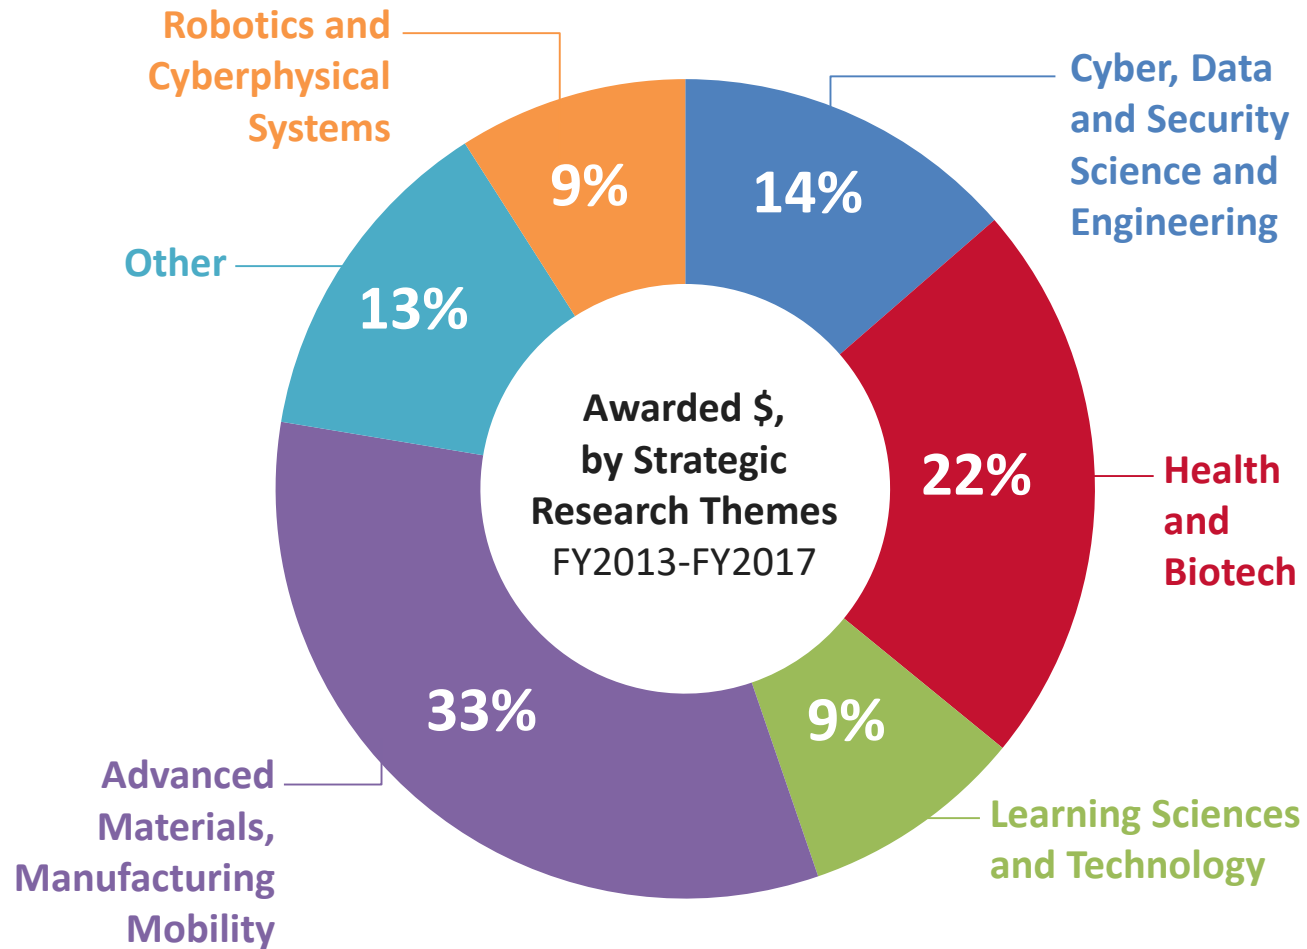 Robotics and
Cyberphysical
Systems
9%
Cyber, Data
and Security
Science and
Engineering
14%
Other
13%
Awarded $,
by Strategic
Research Themes
FY2013-FY2017
22%
Health
and
Biotech
33%
9%
Advanced
Materials,
Manufacturing
Mobility
Learning Sciences
and Technology